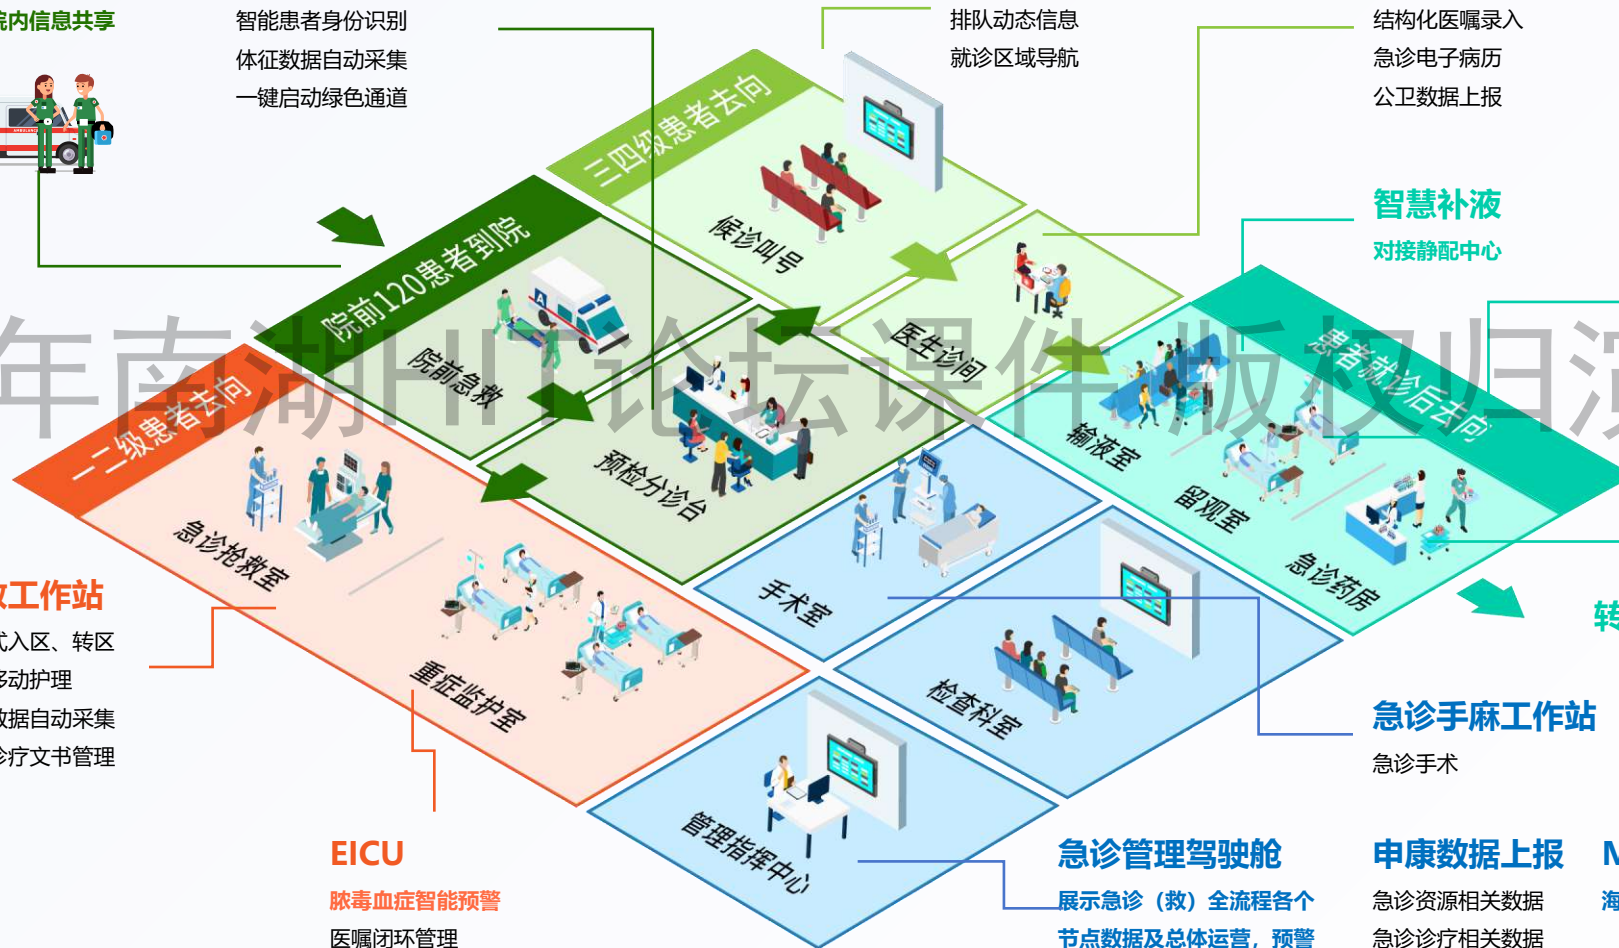 院内信息共享
智能患者身份识别
体征数据自动采集
一键启动绿色通道
排队动态信息
就诊区域导航
结构化医嘱录入
急诊电子病历
公卫数据上报
三四级患者去向
候诊叫号
院前120患者到院
院前急救
医生诊间
智慧补液
对接静配中心
患者就诊后去向
输液室
留观室
急诊药房
年南湖HIT论坛课件版权归演
一二级患者去向
急诊抢救室
重症监护室
预检分诊台
手术室
检查科室
管理指挥中心
工作站
入区、转区
移动护理
数据自动采集
诊疗文书管理
转
急诊手麻工作站
急诊手术
EICU
脓毒血症智能预警
医嘱闭环管理
急诊管理驾驶舱
展示急诊（救）全流程各个
节点数据及总体运营，预警
申康数据上报
急诊资源相关数据
急诊诊疗相关数据
海